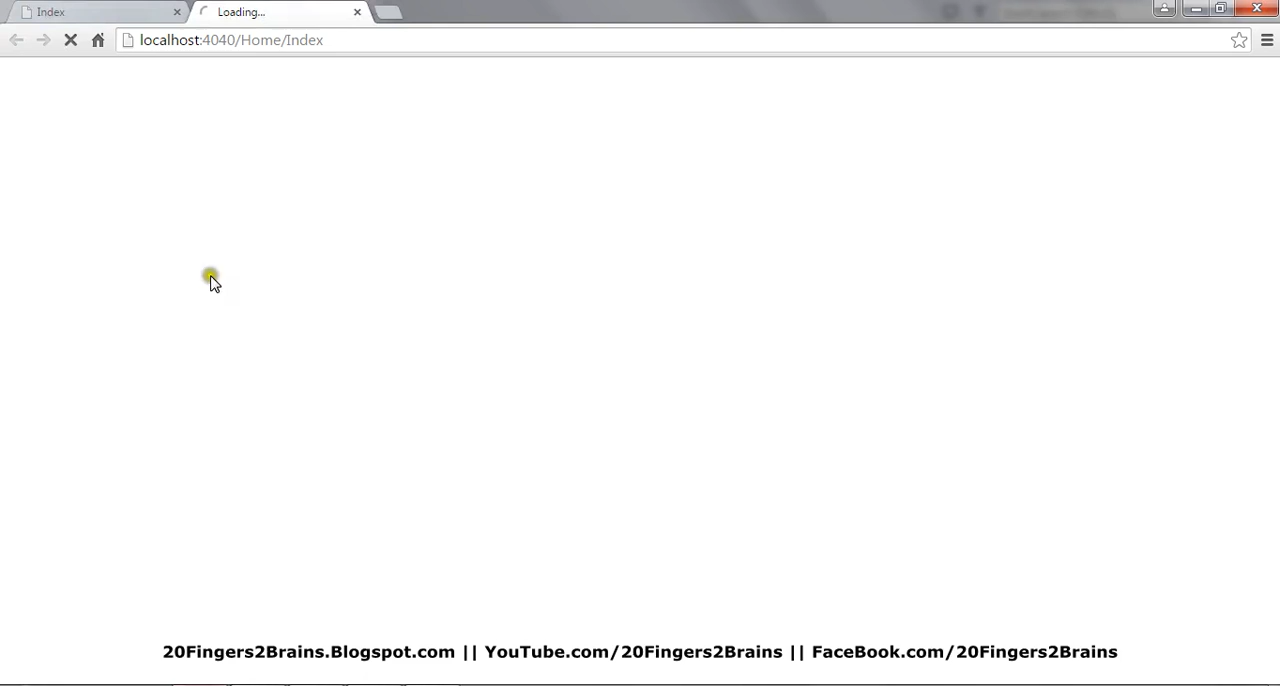 Index
Loading...
localhost:4040/Home/Index
20Fingers2Brains.Blogspot.com || YouTube.com/20Fingers2Brains || FaceBook.com/20Fingers2Brains